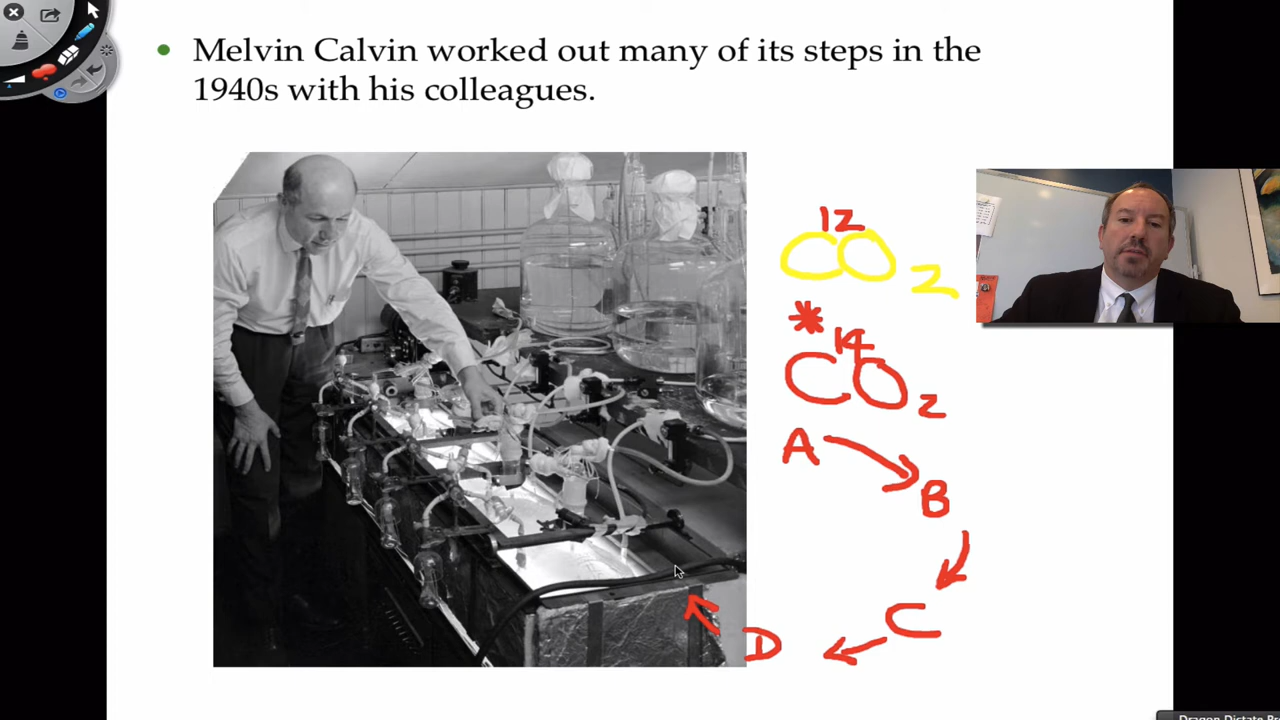 Melvin Calvin worked out many of its steps in the
1940s with his colleagues.
12
CO2
*
14
CO2
A
B
C
D